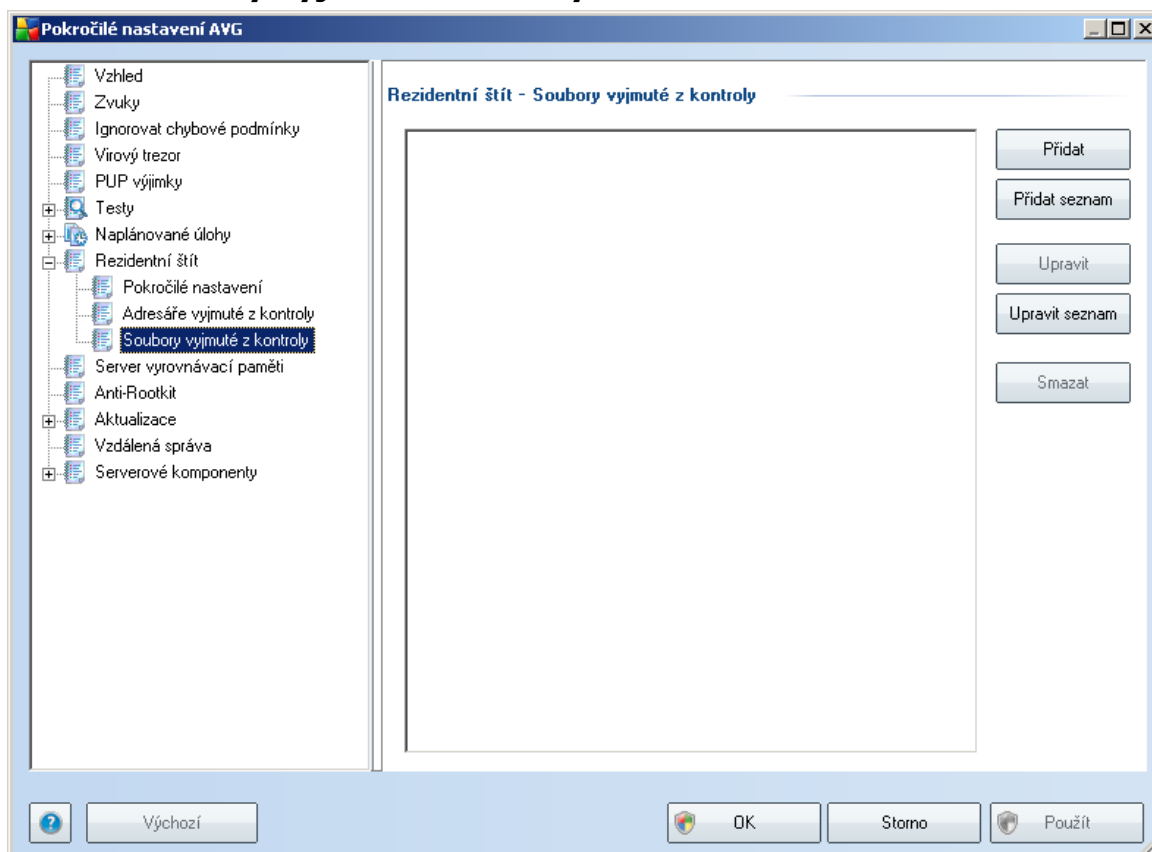 Pokročilé nastavení AVG
Vzhled
Zvuky
Ignorovat chybové podmínky
Virový trezor
PUP výjimky
Testy
Naplánované úlohy
Rezidentní štít
Pokročilé nastavení
Adresáře vyjmuté z kontroly
Soubory vyjmuté z kontroly
Server vyrovnávací paměti
Anti-Rootkit
Aktualizace
Vzdálená správa
Serverové komponenty
Rezidentní štít - Soubory vyjmuté z kontroly
Přidat
Přidat seznam
Upravit
Upravit seznam
Smazat
Výchozí
OK
Storno
Použít